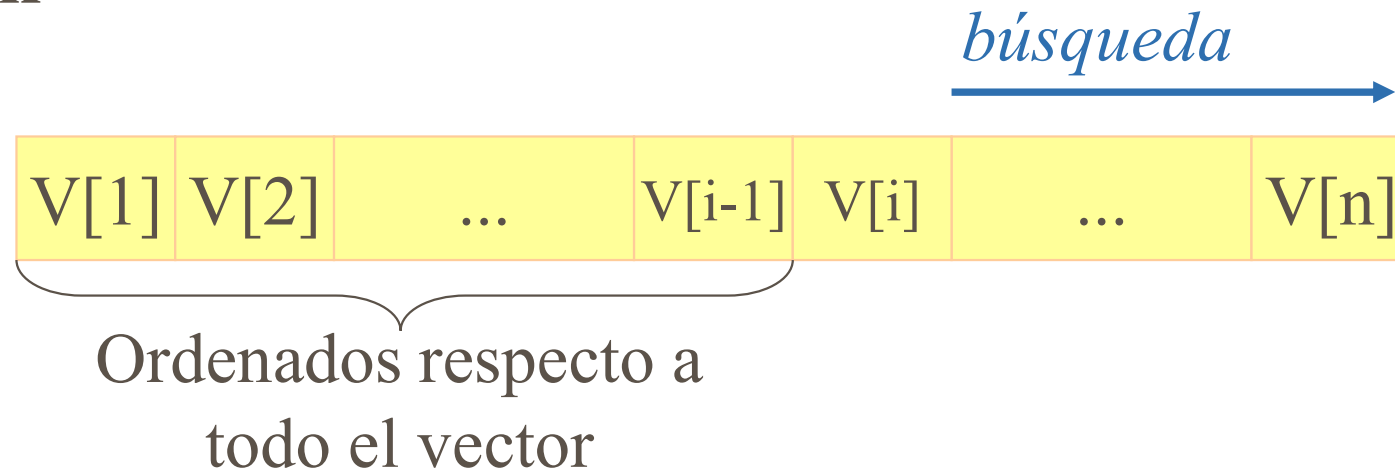 búsqueda
V[1] V[2] ... V[i-1] V[i] ... V[n]
Ordenados respecto a
todo el vector